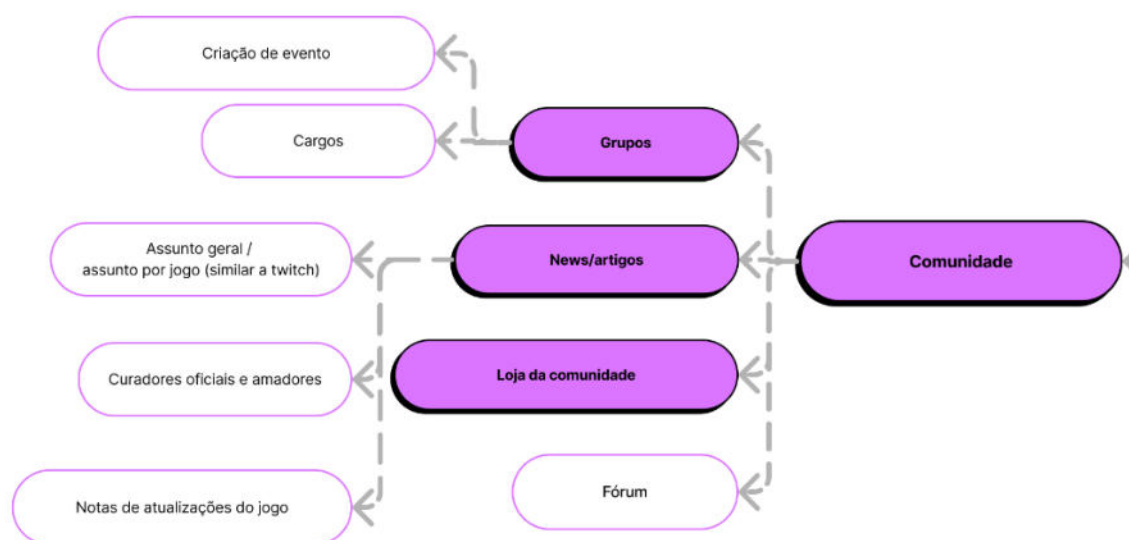 Criação de evento
Cargos
Grupos
Assunto geral /
assunto por jogo (similar a twitch)
News/artigos
Comunidade
Curadores oficiais e amadores
Loja da comunidade
Notas de atualizações do jogo
Fórum